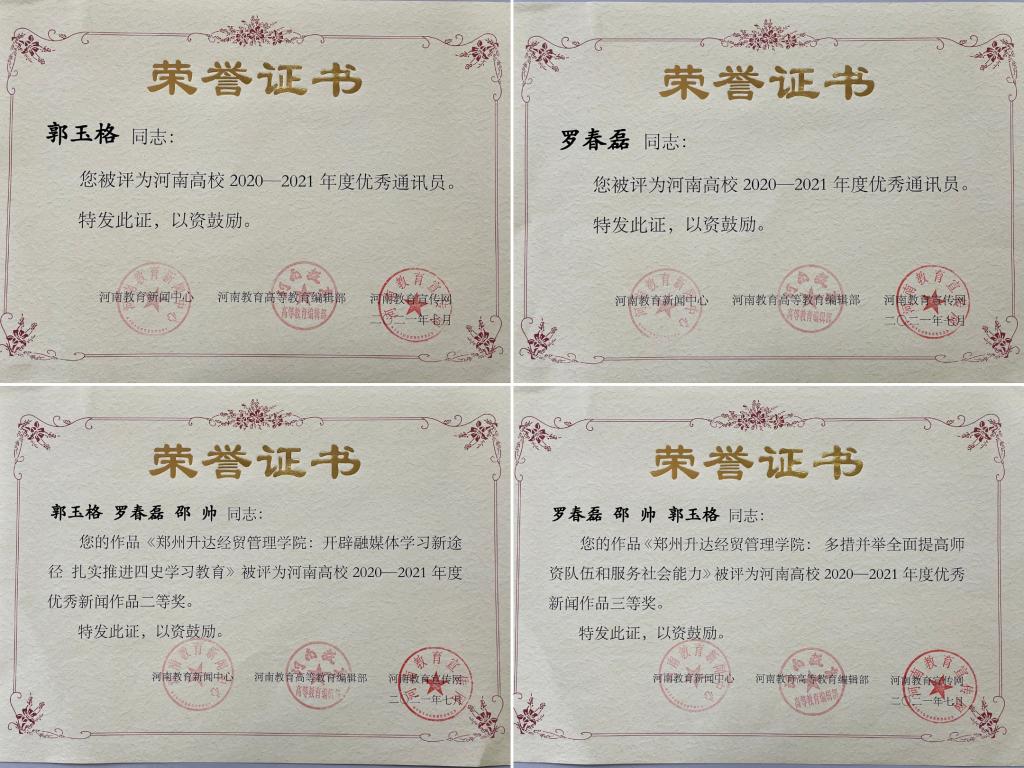 荣誉证书
郭玉格 同志：
您被评为河南高校 2020—2021 年度优秀通讯员。
特发此证，以资鼓励。
河南教育新闻中心 河南教育高等教育编辑部 河南教育宣传网
二〇二一年七月
荣誉证书
罗春磊 同志：
您被评为河南高校 2020—2021 年度优秀通讯员。
特发此证，以资鼓励。
河南教育新闻中心 河南教育高等教育编辑部 河南教育宣传网
二〇二一年七月
荣誉证书
郭玉格 罗春磊 邵 帅 同志：
您的作品《郑州升达经贸管理学院：开辟融媒体学习新途
径 扎实推进四史学习教育》被评为河南高校 2020—2021 年度
优秀新闻作品二等奖。
特发此证，以资鼓励。
河南教育新闻中心 河南教育高等教育编辑部 河南教育宣传网
二〇二一年七月
荣誉证书
罗春磊 邵 帅 郭玉格 同志：
您的作品《郑州升达经贸管理学院： 多措并举全面提高师
资队伍和服务社会能力》被评为河南高校 2020—2021 年度优秀
新闻作品三等奖。
特发此证，以资鼓励。
河南教育新闻中心 河南教育高等教育编辑部 河南教育宣传网
二〇二一年七月